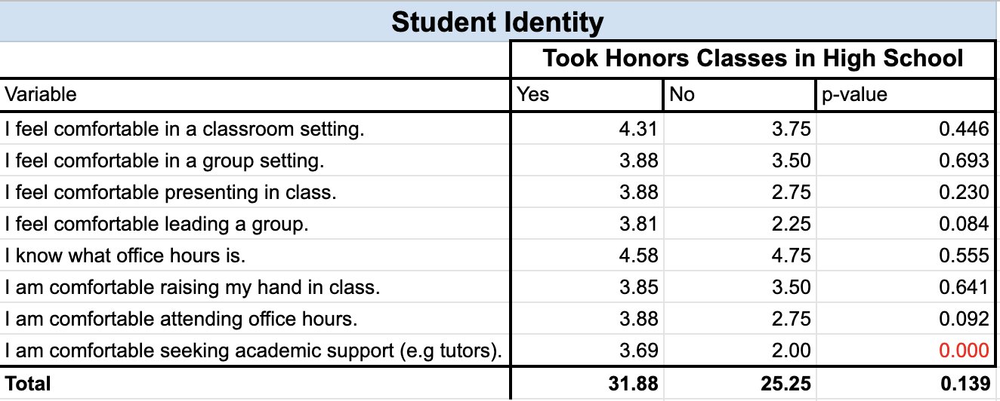 Student Identity
Took Honors Classes in High School
Variable Yes No p-value
I feel comfortable in a classroom setting. 4.31 3.75 0.446
I feel comfortable in a group setting. 3.88 3.50 0.693
I feel comfortable presenting in class. 3.88 2.75 0.230
I feel comfortable leading a group. 3.81 2.25 0.084
I know what office hours is. 4.58 4.75 0.555
I am comfortable raising my hand in class. 3.85 3.50 0.641
I am comfortable attending office hours. 3.88 2.75 0.092
I am comfortable seeking academic support (e.g tutors). 3.69 2.00 0.000
Total 31.88 25.25 0.139